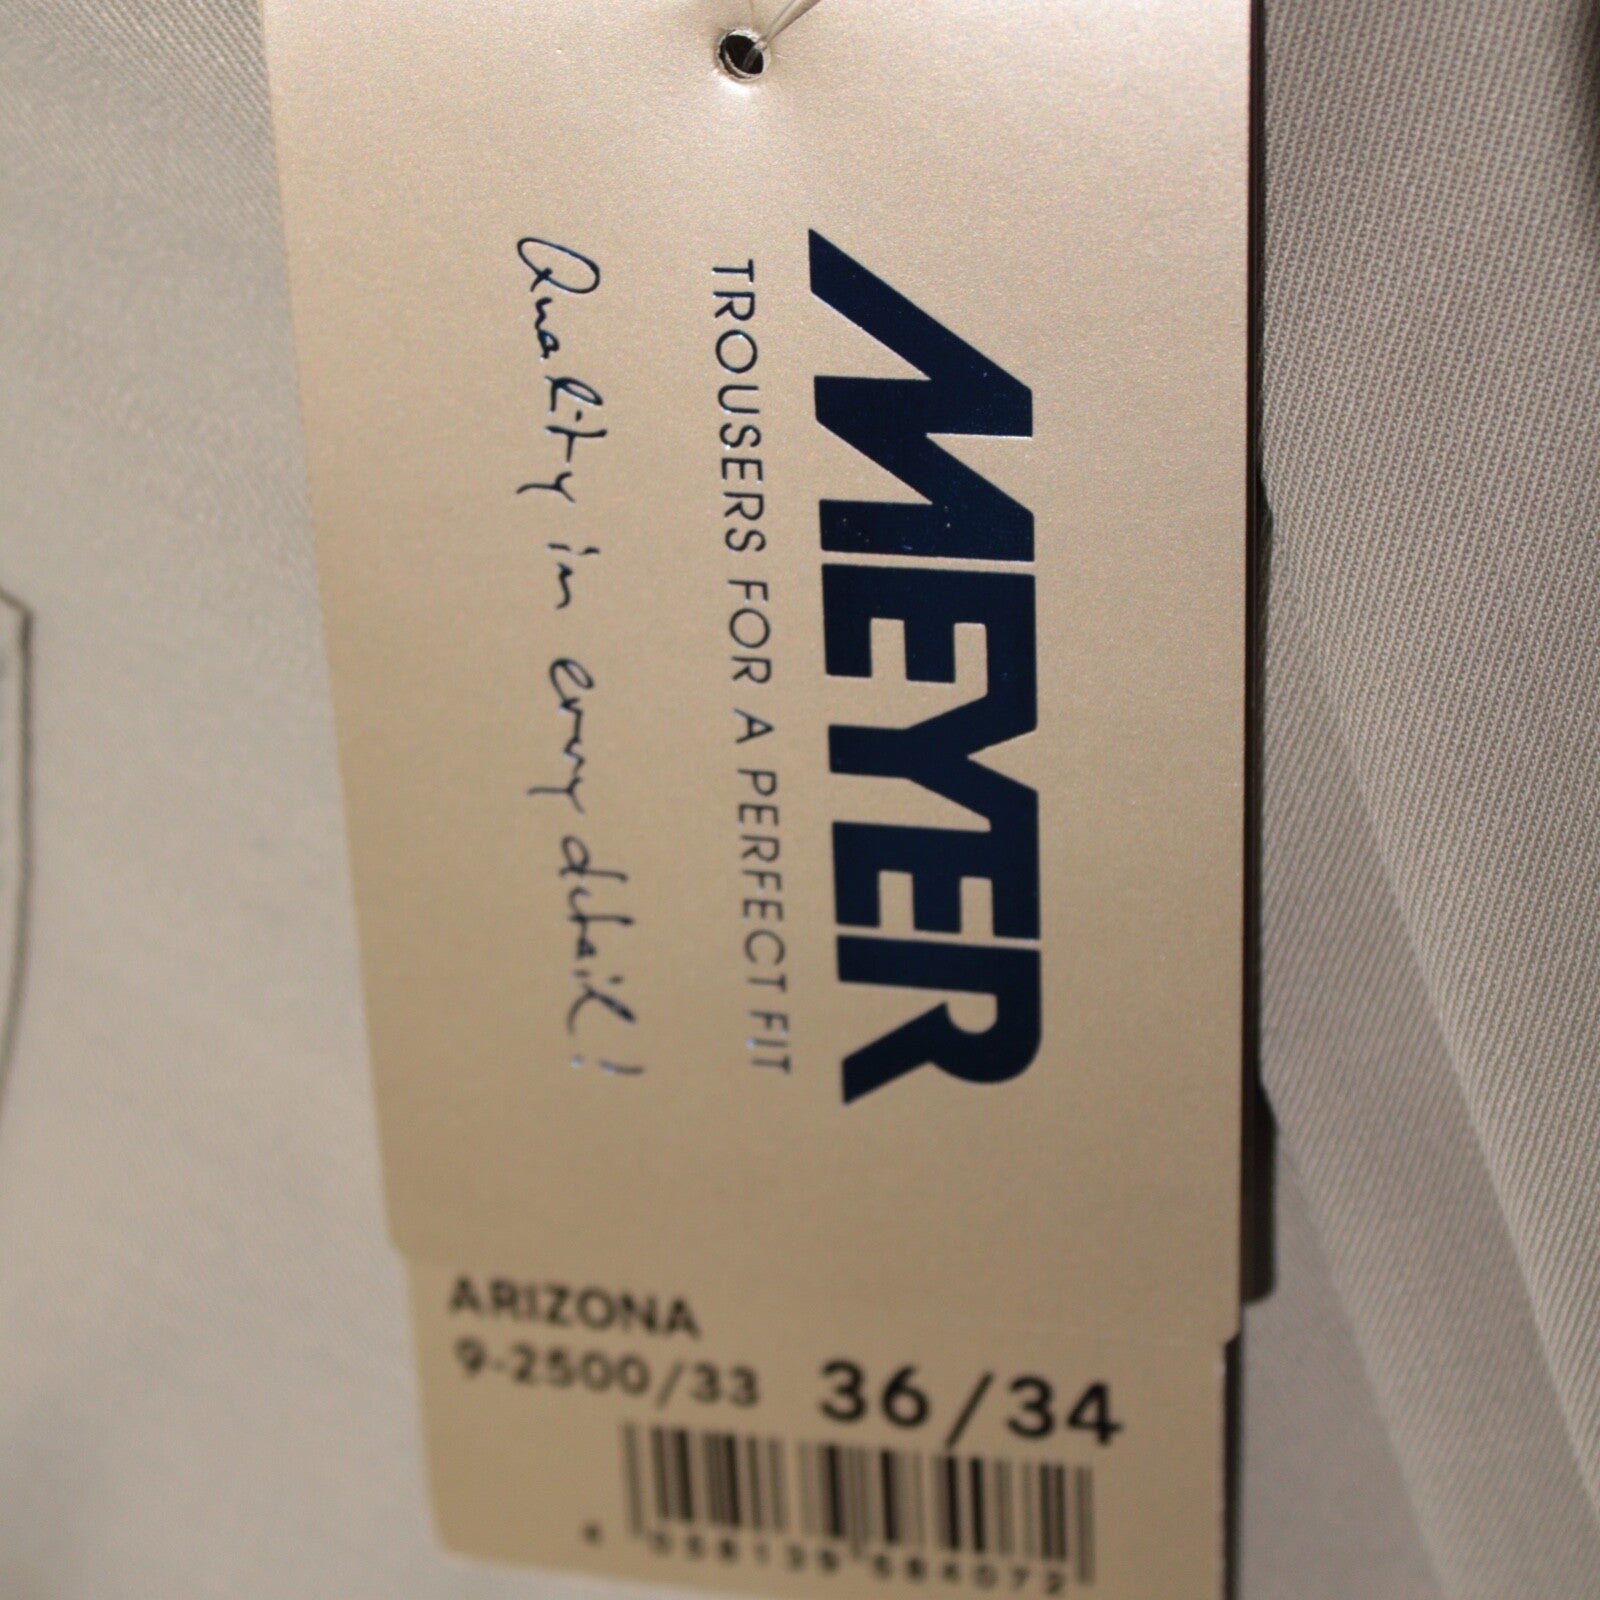 MEYER
TROUSERS FOR A PERFECT FIT
Quality in every detail!
ARIZONA
9-2500/33 36/34